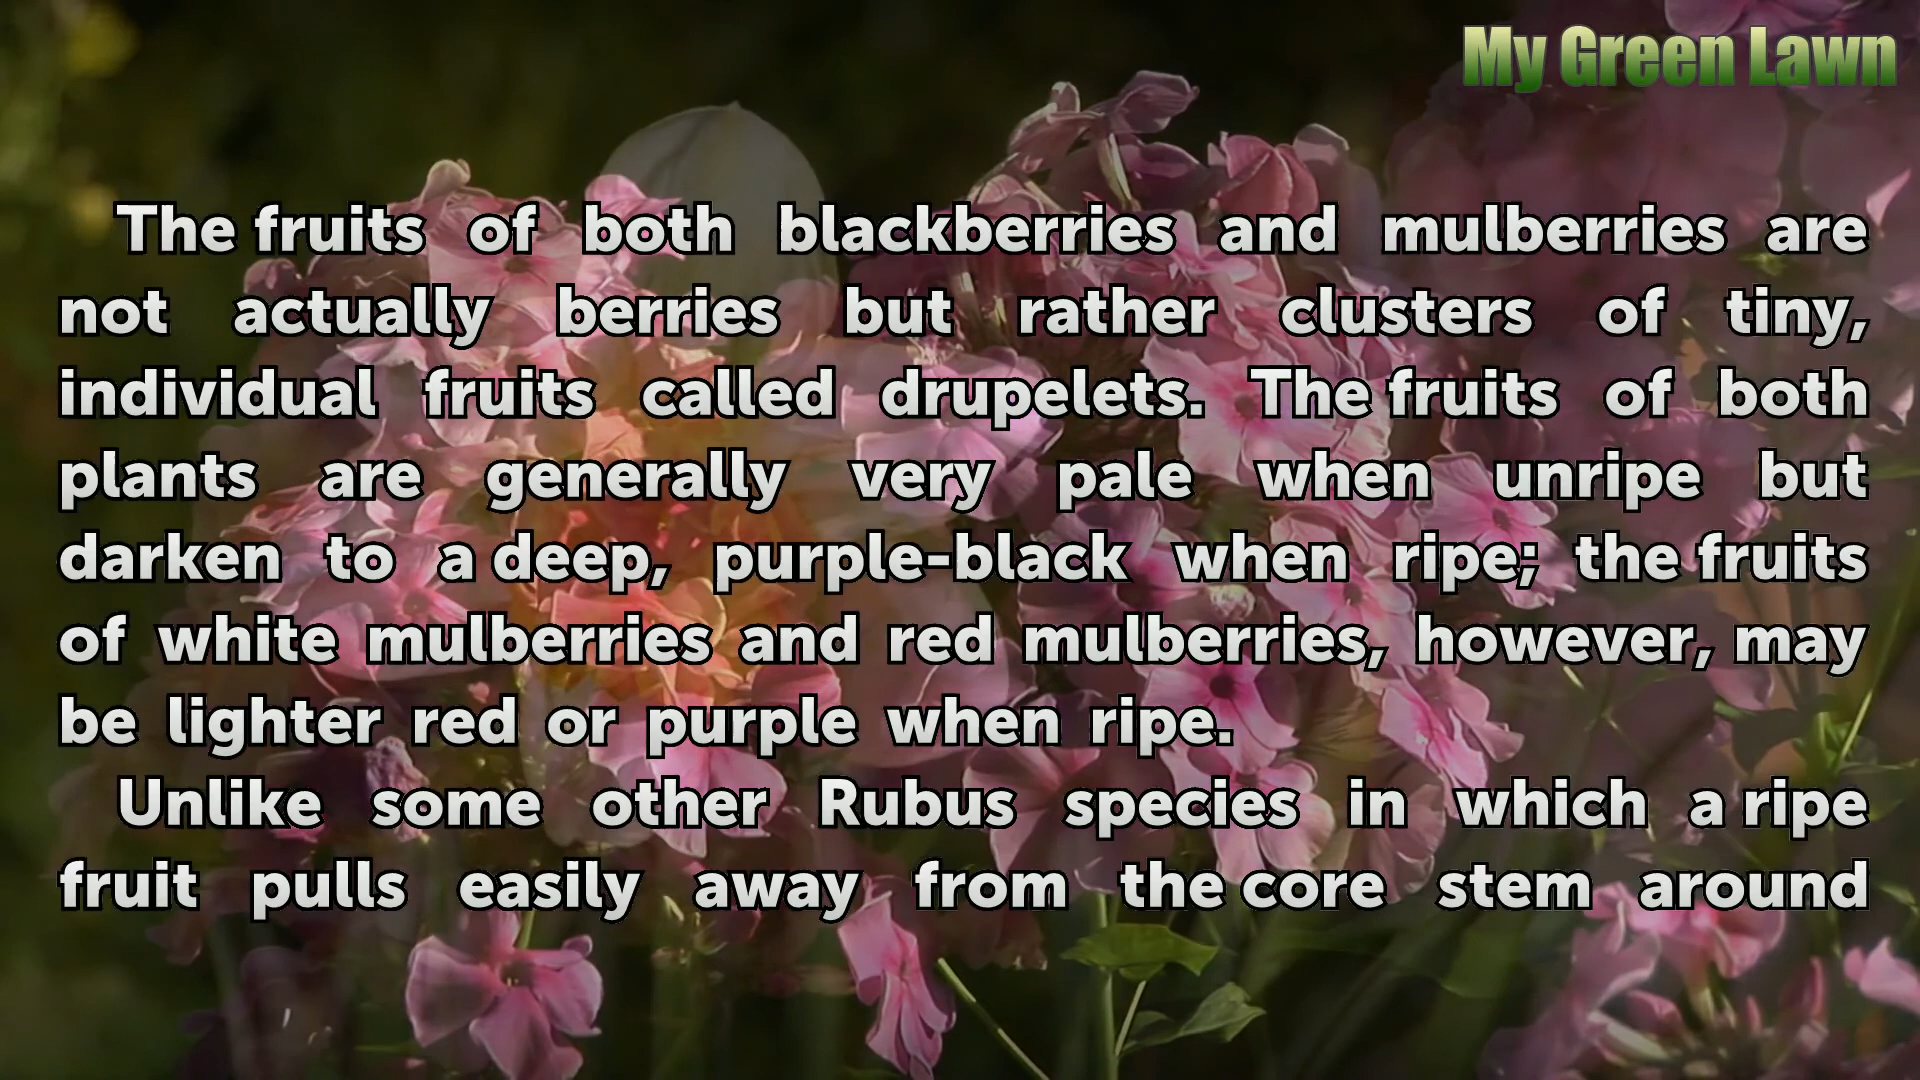 My Green Lawn
The fruits of both blackberries and mulberries are
not actually berries but rather clusters of tiny,
individual fruits called drupelets. The fruits of both
plants are generally very pale when unripe but
darken to a deep, purple-black when ripe; the fruits
of white mulberries and red mulberries, however, may
be lighter red or purple when ripe.
Unlike some other Rubus species in which a ripe
fruit pulls easily away from the core stem around